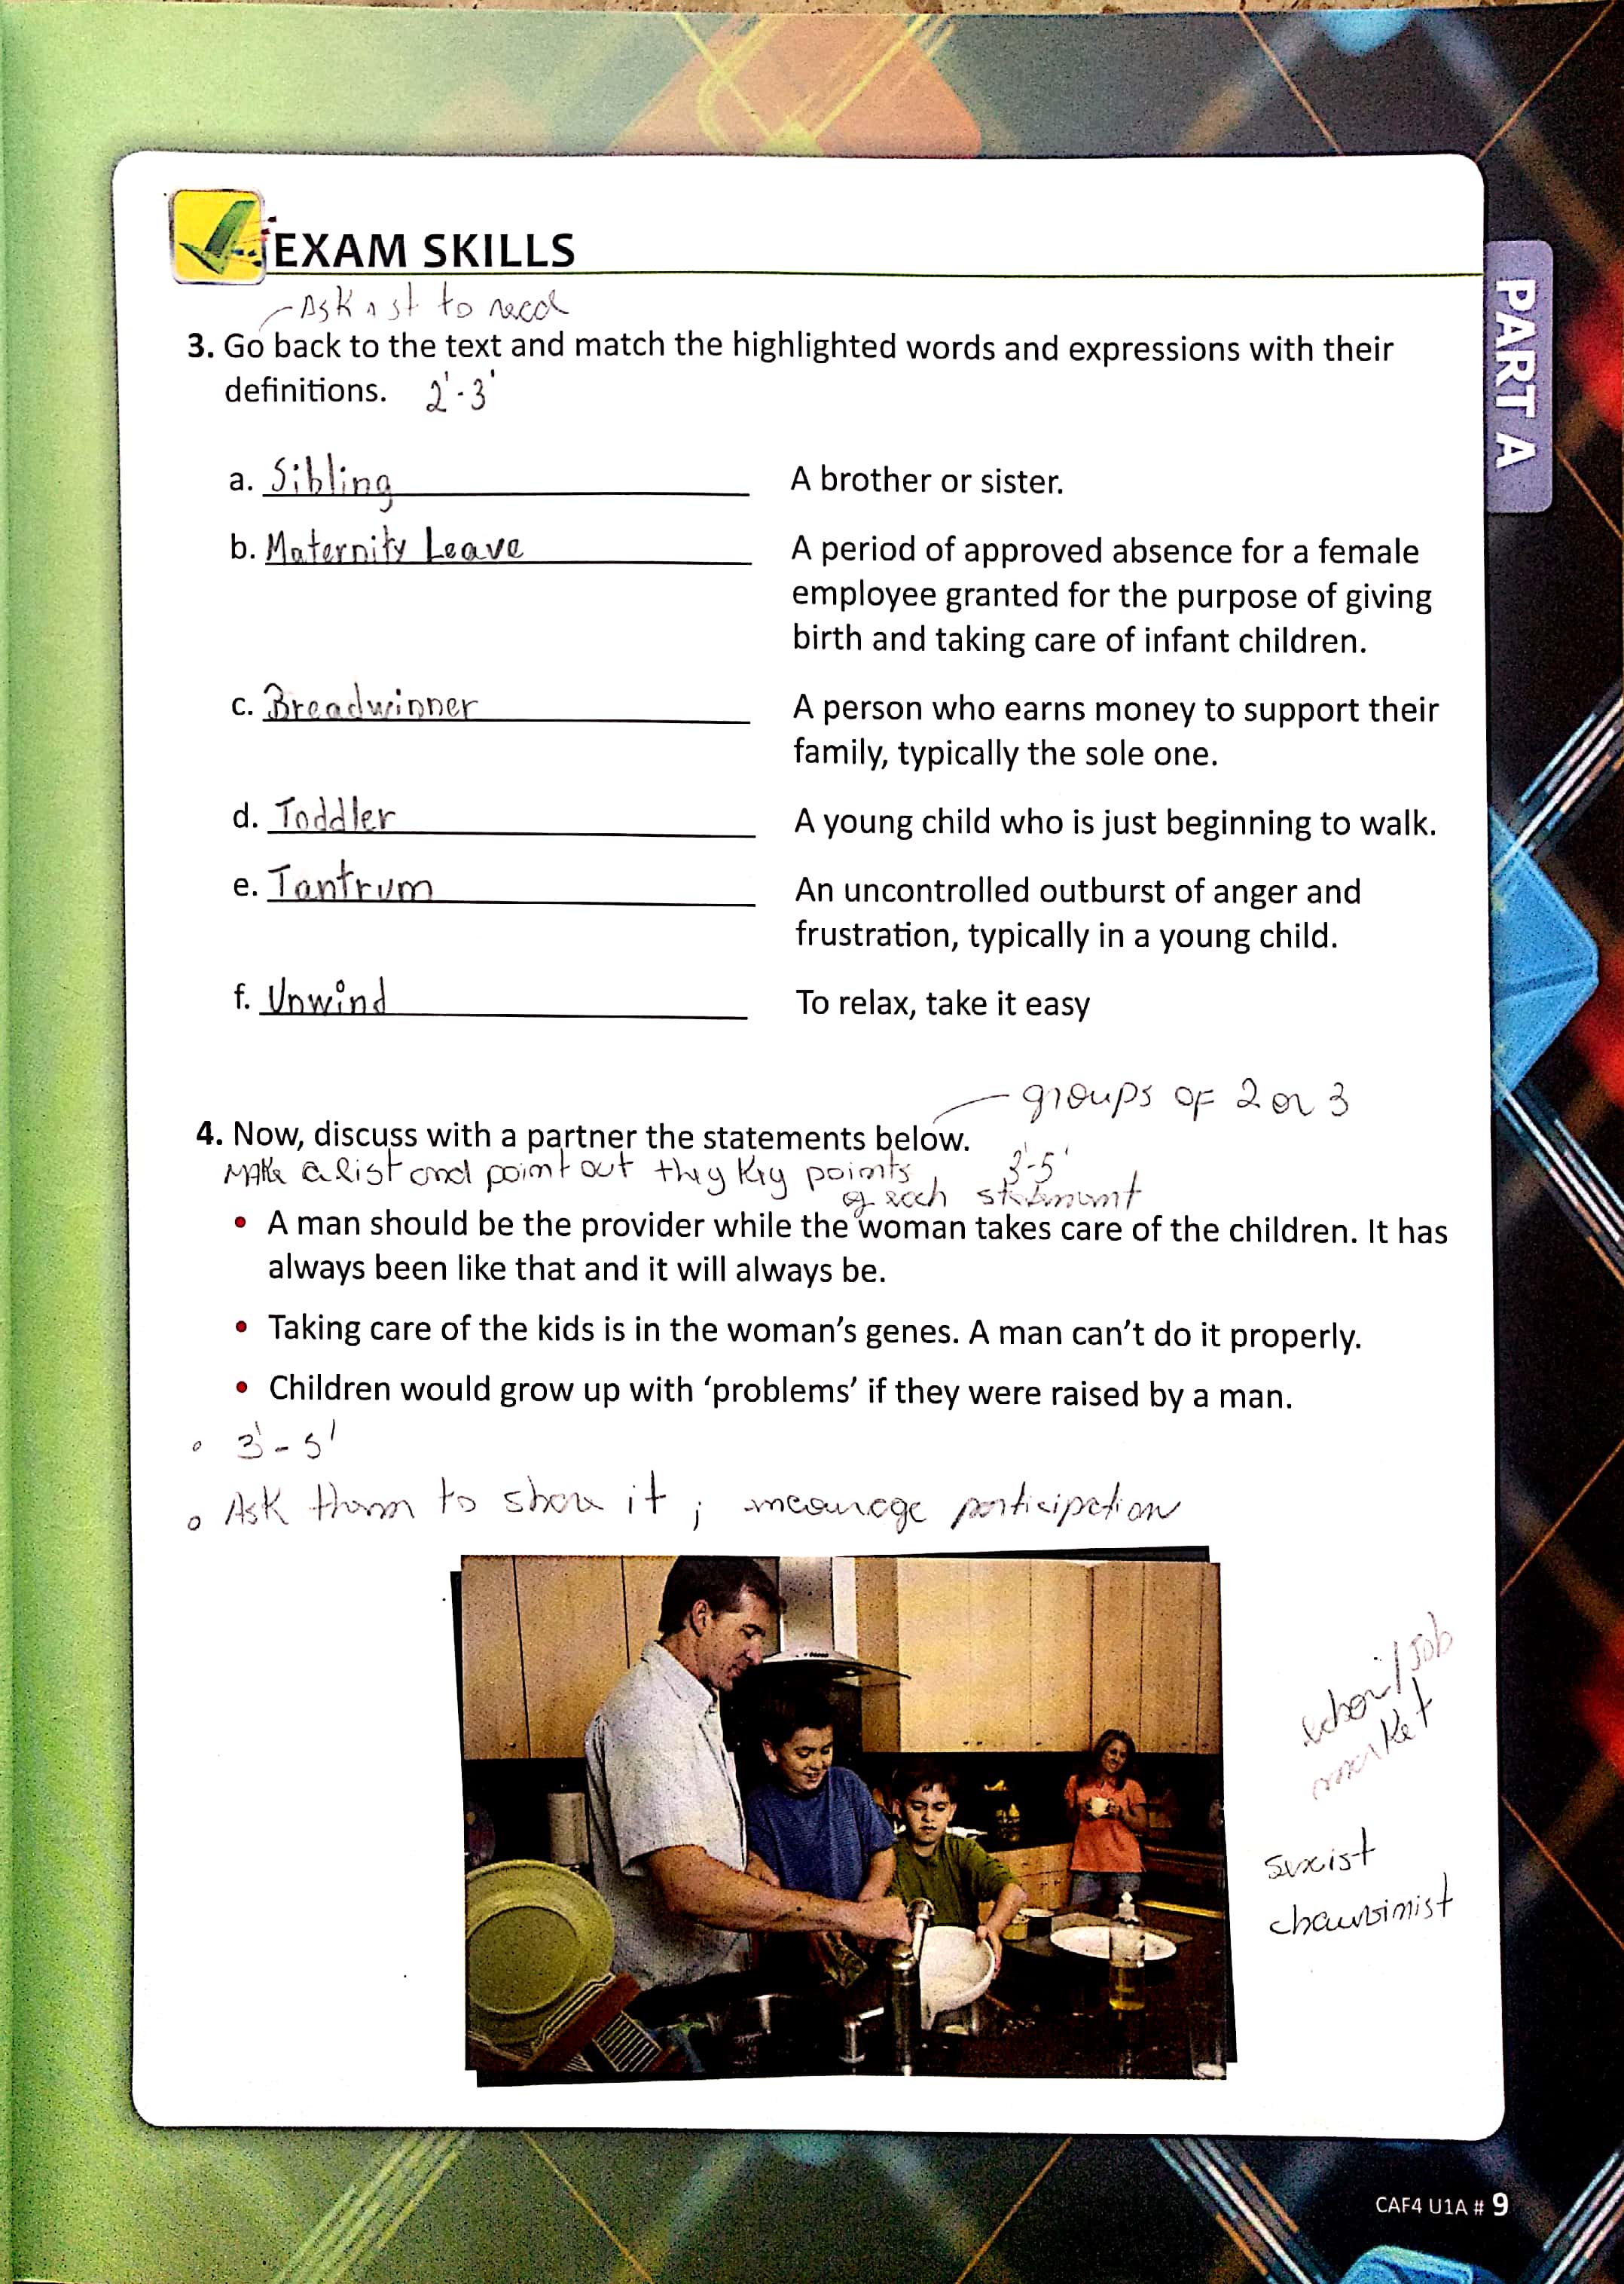 EXAM SKILLS
Ask 1 st to read
3. Go back to the text and match the highlighted words and expressions with their
definitions. 2'-3'
a. Sibling A brother or sister.
b. Maternity Leave A period of approved absence for a female
employee granted for the purpose of giving
birth and taking care of infant children.
c. Breadwinner A person who earns money to support their
family, typically the sole one.
d. Toddler A young child who is just beginning to walk.
e. Tantrum An uncontrolled outburst of anger and
frustration, typically in a young child.
f. Unwind To relax, take it easy
groups of 2 or 3
4. Now, discuss with a partner the statements below.
Make a list and point out they key points 3'-5'
of each statement
• A man should be the provider while the woman takes care of the children. It has
always been like that and it will always be.
• Taking care of the kids is in the woman's genes. A man can't do it properly.
• Children would grow up with 'problems' if they were raised by a man.
3'-5'
Ask them to share it ; encourage participation
/Job
market
sexist
chauvinist
PART A
CAF4 U1A # 9